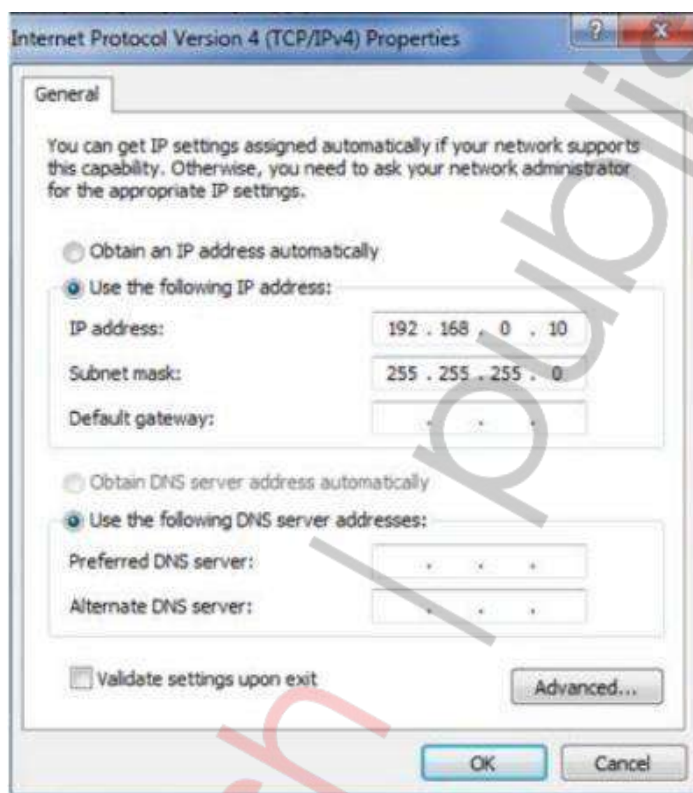 Internet Protocol Version 4 (TCP/IPv4) Properties
?
General
You can get IP settings assigned automatically if your network supports
this capability. Otherwise, you need to ask your network administrator
for the appropriate IP settings.
Obtain an IP address automatically
Use the following IP address:
IP address: 192 . 168 . 0 . 10
Subnet mask: 255 . 255 . 255 . 0
Default gateway: . . .
Obtain DNS server address automatically
Use the following DNS server addresses:
Preferred DNS server: . . .
Alternate DNS server: . . .
Validate settings upon exit
Advanced...
OK Cancel
h | publis